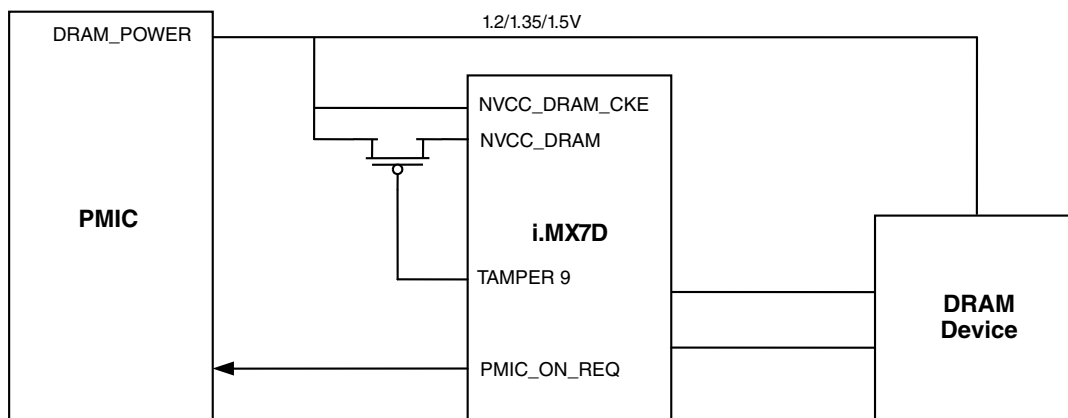 1.2/1.35/1.5V
DRAM_POWER
NVCC_DRAM_CKE
NVCC_DRAM
PMIC
i.MX7D
TAMPER 9
DRAM
Device
PMIC_ON_REQ